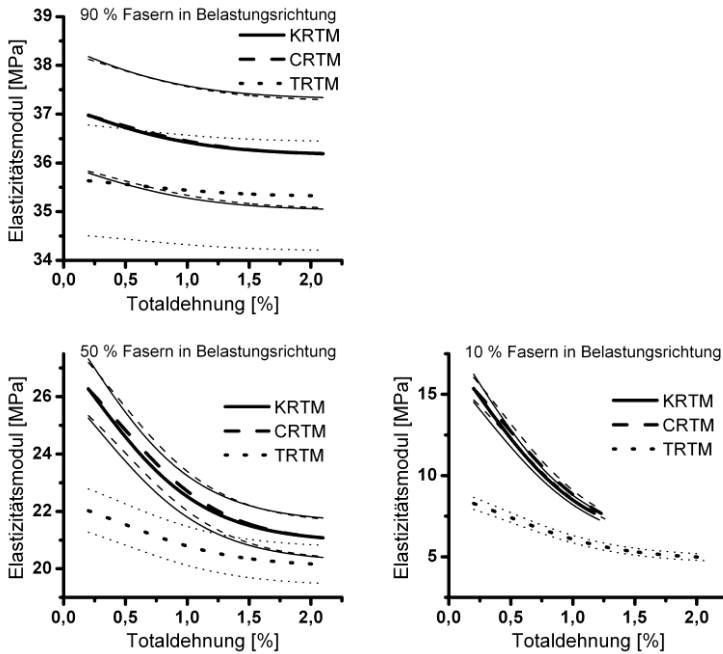 90 % Fasern in Belastungsrichtung
KRTM
CRTM
TRTM
Elastizitätsmodul [MPa]
39
38
37
36
35
34
0,0 0,5 1,0 1,5 2,0
Totaldehnung [%]
50 % Fasern in Belastungsrichtung
KRTM
CRTM
TRTM
Elastizitätsmodul [MPa]
26
24
22
20
0,0 0,5 1,0 1,5 2,0
Totaldehnung [%]
10 % Fasern in Belastungsrichtung
KRTM
CRTM
TRTM
Elastizitätsmodul [MPa]
15
10
5
0,0 0,5 1,0 1,5 2,0
Totaldehnung [%]